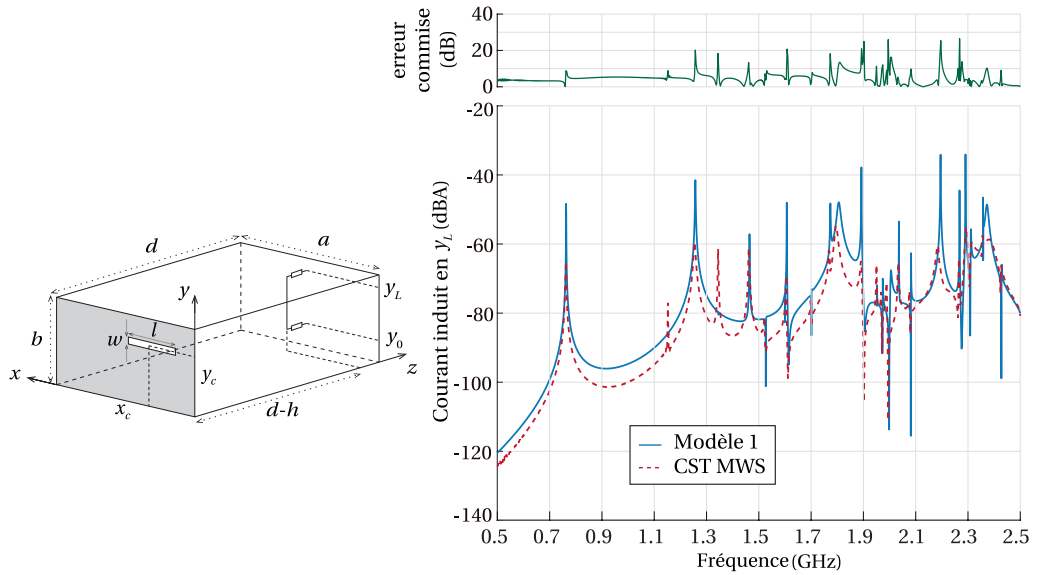 d
a
y
y_L
b
l
w
y_0
x
y_c
z
x_c
d-h
erreur
commise
(dB)
40
20
0
Courant induit en y_L (dBA)
-20
-40
-60
-80
-100
-120
-140
Modèle 1
CST MWS
0.5 0.7 0.9 1.1 1.3 1.5 1.7 1.9 2.1 2.3 2.5
Fréquence (GHz)